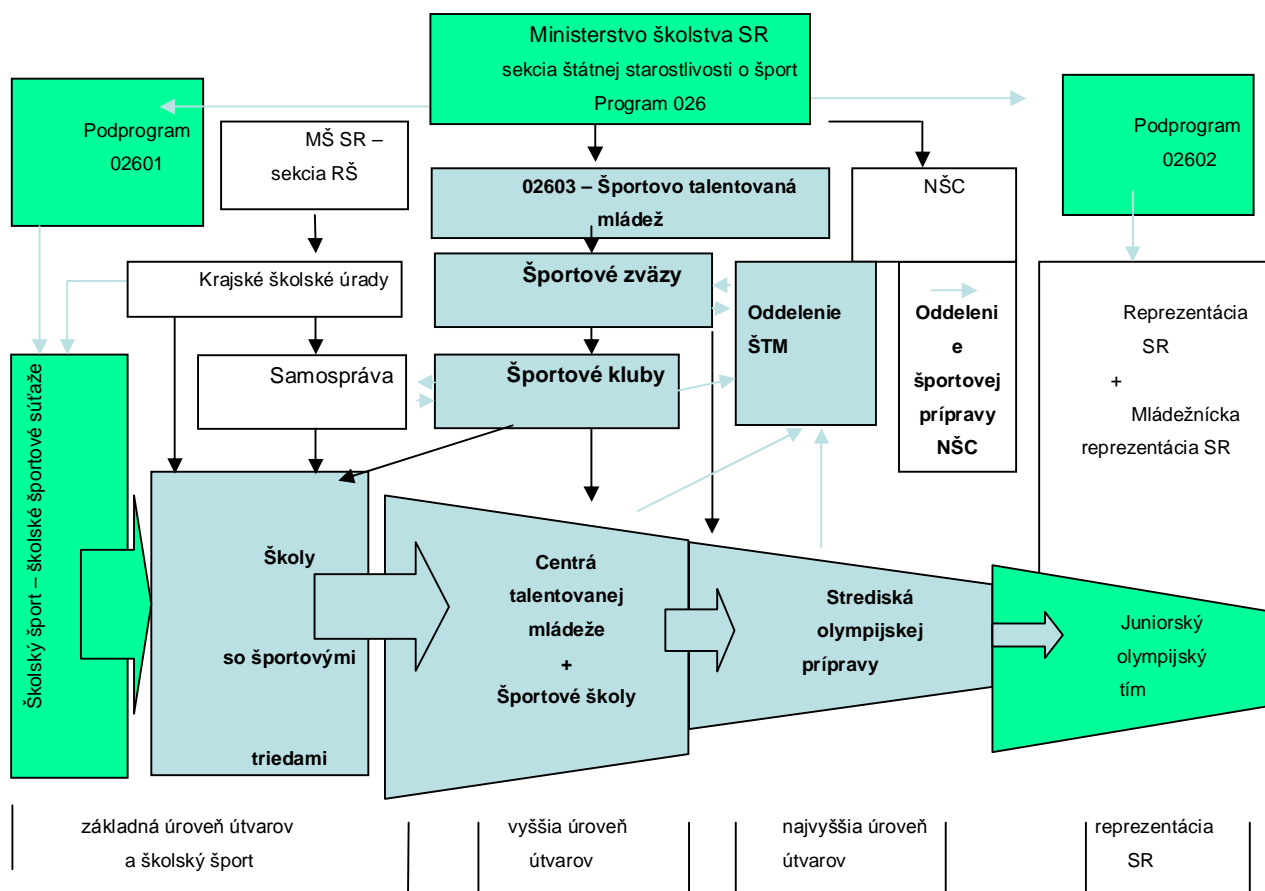 Ministerstvo školstva SR
sekcia štátnej starostlivosti o šport
Program 026
Podprogram
02601
MŠ SR –
sekcia RŠ
02603 – Športovo talentovaná
mládež
NŠC
Podprogram
02602
Krajské školské úrady
Športové zväzy
Oddelenie
ŠTM
Oddeleni
e
športovej
prípravy
NŠC
Reprezentácia
SR
+
Mládežnícka
reprezentácia SR
Samospráva
Športové kluby
Školský šport – školské športové súťaže
Školy
so športovými
triedami
Centrá
talentovanej
mládeže
+
Športové školy
Strediská
olympijskej
prípravy
Juniorský
olympijský
tím
základná úroveň útvarov
a školský šport
vyššia úroveň
útvarov
najvyššia úroveň
útvarov
reprezentácia
SR